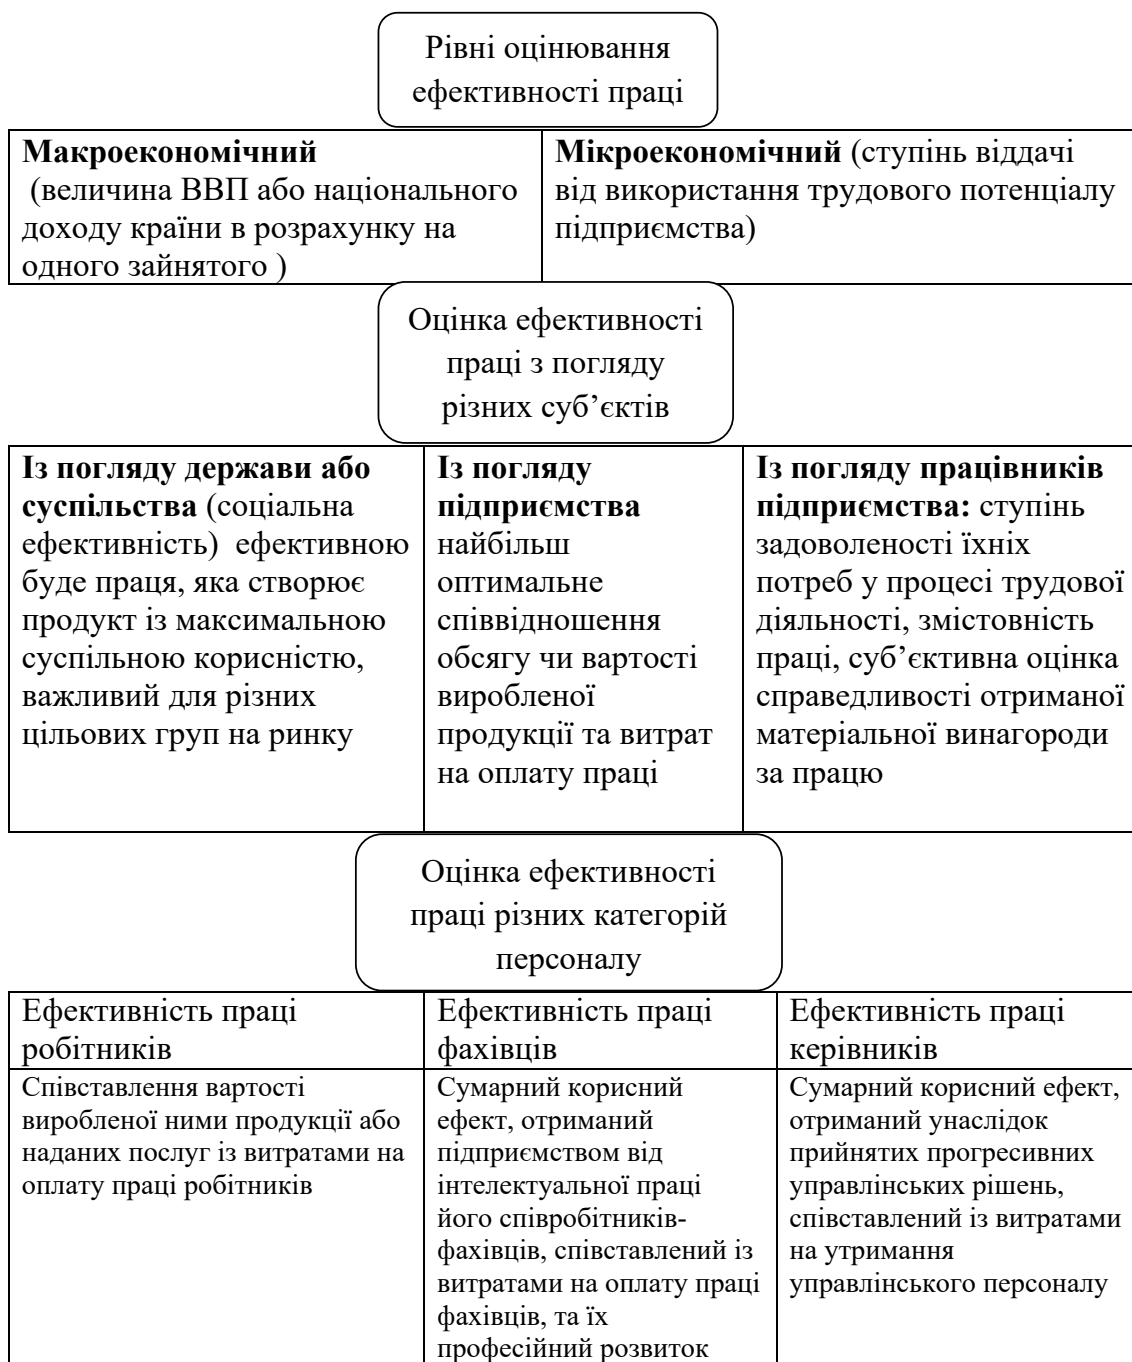 Рівні оцінювання
ефективності праці
Макроекономічний
(величина ВВП або національного
доходу країни в розрахунку на
одного зайнятого )
Мікроекономічний (ступінь віддачі
від використання трудового потенціалу
підприємства)
Оцінка ефективності
праці з погляду
різних суб’єктів
Із погляду держави або
суспільства (соціальна
ефективність) ефективною
буде праця, яка створює
продукт із максимальною
суспільною корисністю,
важливий для різних
цільових груп на ринку
Із погляду
підприємства
найбільш
оптимальне
співвідношення
обсягу чи вартості
виробленої
продукції та витрат
на оплату праці
Із погляду працівників
підприємства: ступінь
задоволеності їхніх
потреб у процесі трудової
діяльності, змістовність
праці, суб’єктивна оцінка
справедливості отриманої
матеріальної винагороди
за працю
Оцінка ефективності
праці різних категорій
персоналу
Ефективність праці
робітників
Ефективність праці
фахівців
Ефективність праці
керівників
Співставлення вартості
виробленої ними продукції або
наданих послуг із витратами на
оплату праці робітників
Сумарний корисний
ефект, отриманий
підприємством від
інтелектуальної праці
його співробітників-
фахівців, співставлений із
витратами на оплату праці
фахівців, та їх
професійний розвиток
Сумарний корисний ефект,
отриманий унаслідок
прийнятих прогресивних
управлінських рішень,
співставлений із витратами
на утримання
управлінського персоналу